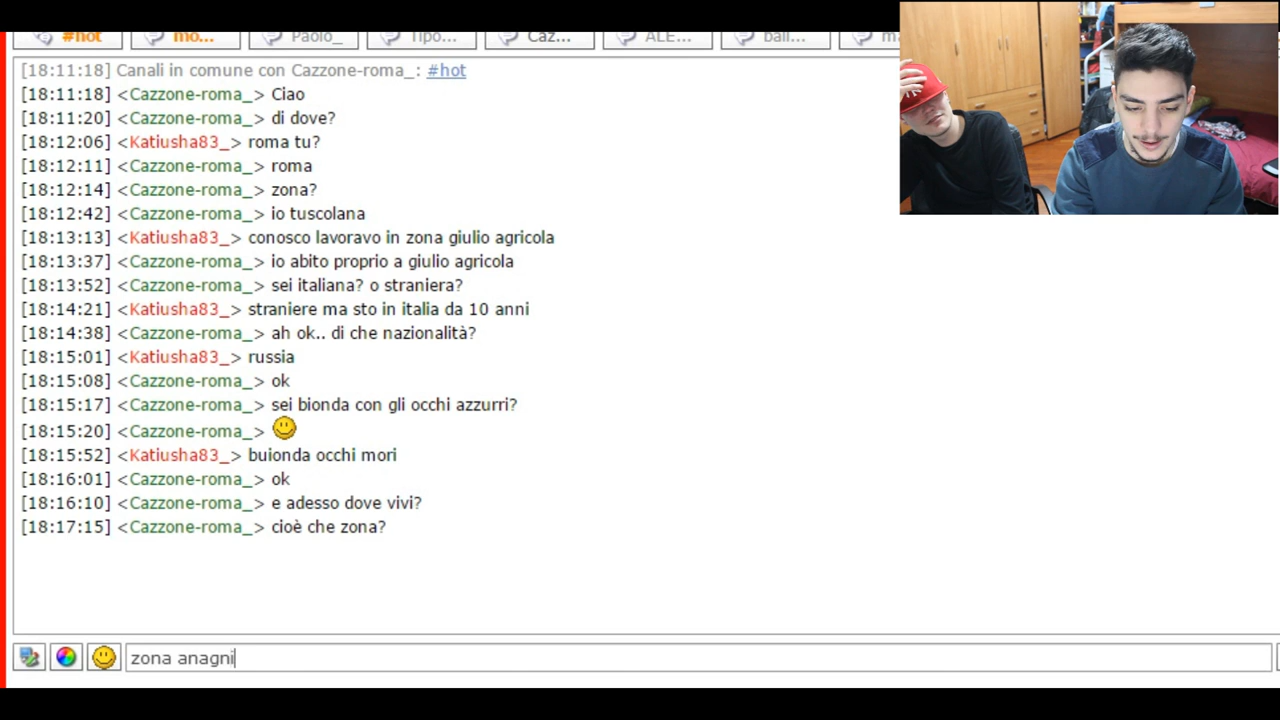 #hot mo... Paolo_ Tipo... Caz... ALE... ball...
[18:11:18] Canali in comune con Cazzone-roma_: #hot
[18:11:18] <Cazzone-roma_> Ciao
[18:11:20] <Cazzone-roma_> di dove?
[18:12:06] <Katiusha83_> roma tu?
[18:12:11] <Cazzone-roma_> roma
[18:12:14] <Cazzone-roma_> zona?
[18:12:42] <Cazzone-roma_> io tuscolana
[18:13:13] <Katiusha83_> conosco lavoravo in zona giulio agricola
[18:13:37] <Cazzone-roma_> io abito proprio a giulio agricola
[18:13:52] <Cazzone-roma_> sei italiana? o straniera?
[18:14:21] <Katiusha83_> straniere ma sto in italia da 10 anni
[18:14:38] <Cazzone-roma_> ah ok.. di che nazionalità?
[18:15:01] <Katiusha83_> russia
[18:15:08] <Cazzone-roma_> ok
[18:15:17] <Cazzone-roma_> sei bionda con gli occhi azzurri?
[18:15:20] <Cazzone-roma_>
[18:15:52] <Katiusha83_> buionda occhi mori
[18:16:01] <Cazzone-roma_> ok
[18:16:10] <Cazzone-roma_> e adesso dove vivi?
[18:17:15] <Cazzone-roma_> cioè che zona?
zona anagni